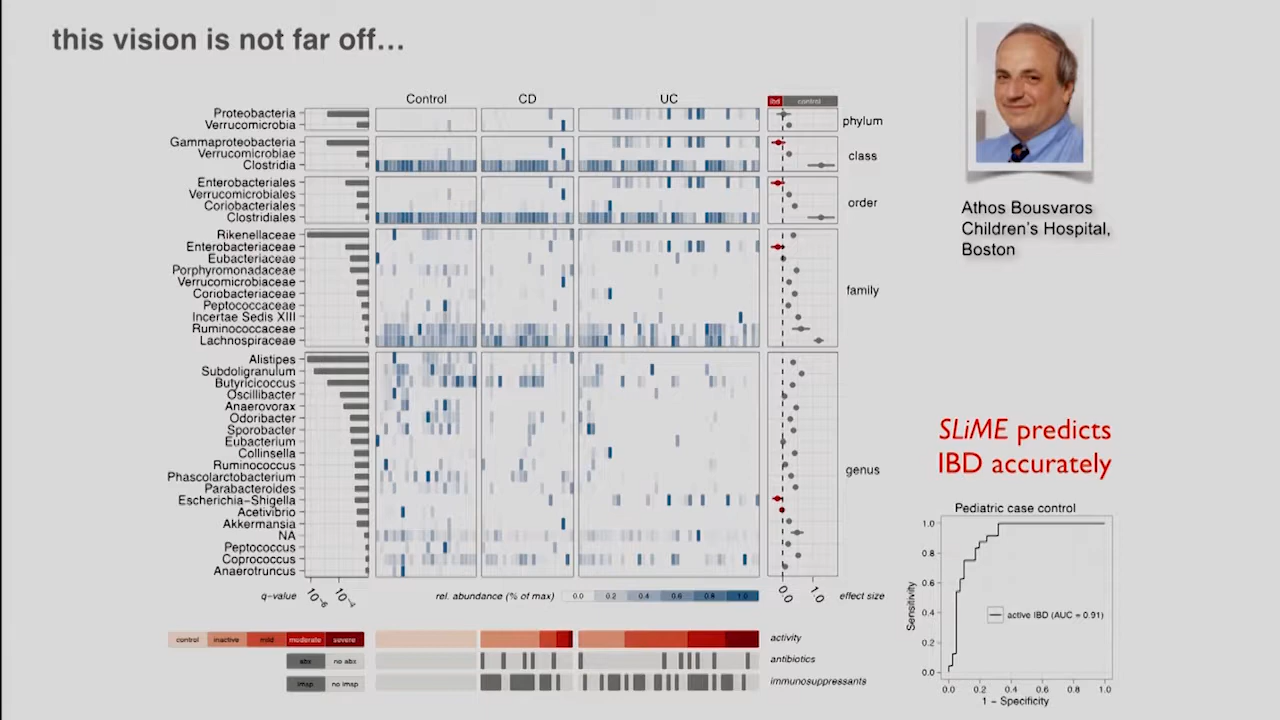 this vision is not far off...
Control CD UC
ibd control
Proteobacteria
Verrucomicrobia
phylum
Gammaproteobacteria
Verrucomicrobiae
Clostridia
class
Enterobacteriales
Verrucomicrobiales
Coriobacteriales
Clostridiales
order
Rikenellaceae
Enterobacteriaceae
Eubacteriaceae
Porphyromonadaceae
Verrucomicrobiaceae
Coriobacteriaceae
Peptococcaceae
Incertae Sedis XIII
Ruminococcaceae
Lachnospiraceae
family
Alistipes
Subdoligranulum
Butyricicoccus
Oscillibacter
Anaerovorax
Odoribacter
Sporobacter
Eubacterium
Collinsella
Ruminococcus
Phascolarctobacterium
Parabacteroides
Escherichia-Shigella
Acetivibrio
Akkermansia
NA
Peptococcus
Coprococcus
Anaerotruncus
genus
q-value
10-6 10-4
rel. abundance (% of max)
0.0 0.2 0.4 0.6 0.8 1.0
0.0 1.0
effect size
control inactive mild moderate severe
activity
abx no abx
antibiotics
imsp no imsp
immunosuppressants
Athos Bousvaros
Children's Hospital,
Boston
SLiME predicts
IBD accurately
Pediatric case control
1.0
0.8
0.6
0.4
0.2
0.0
Sensitivity
active IBD (AUC = 0.91)
0.0 0.2 0.4 0.6 0.8 1.0
1 - Specificity